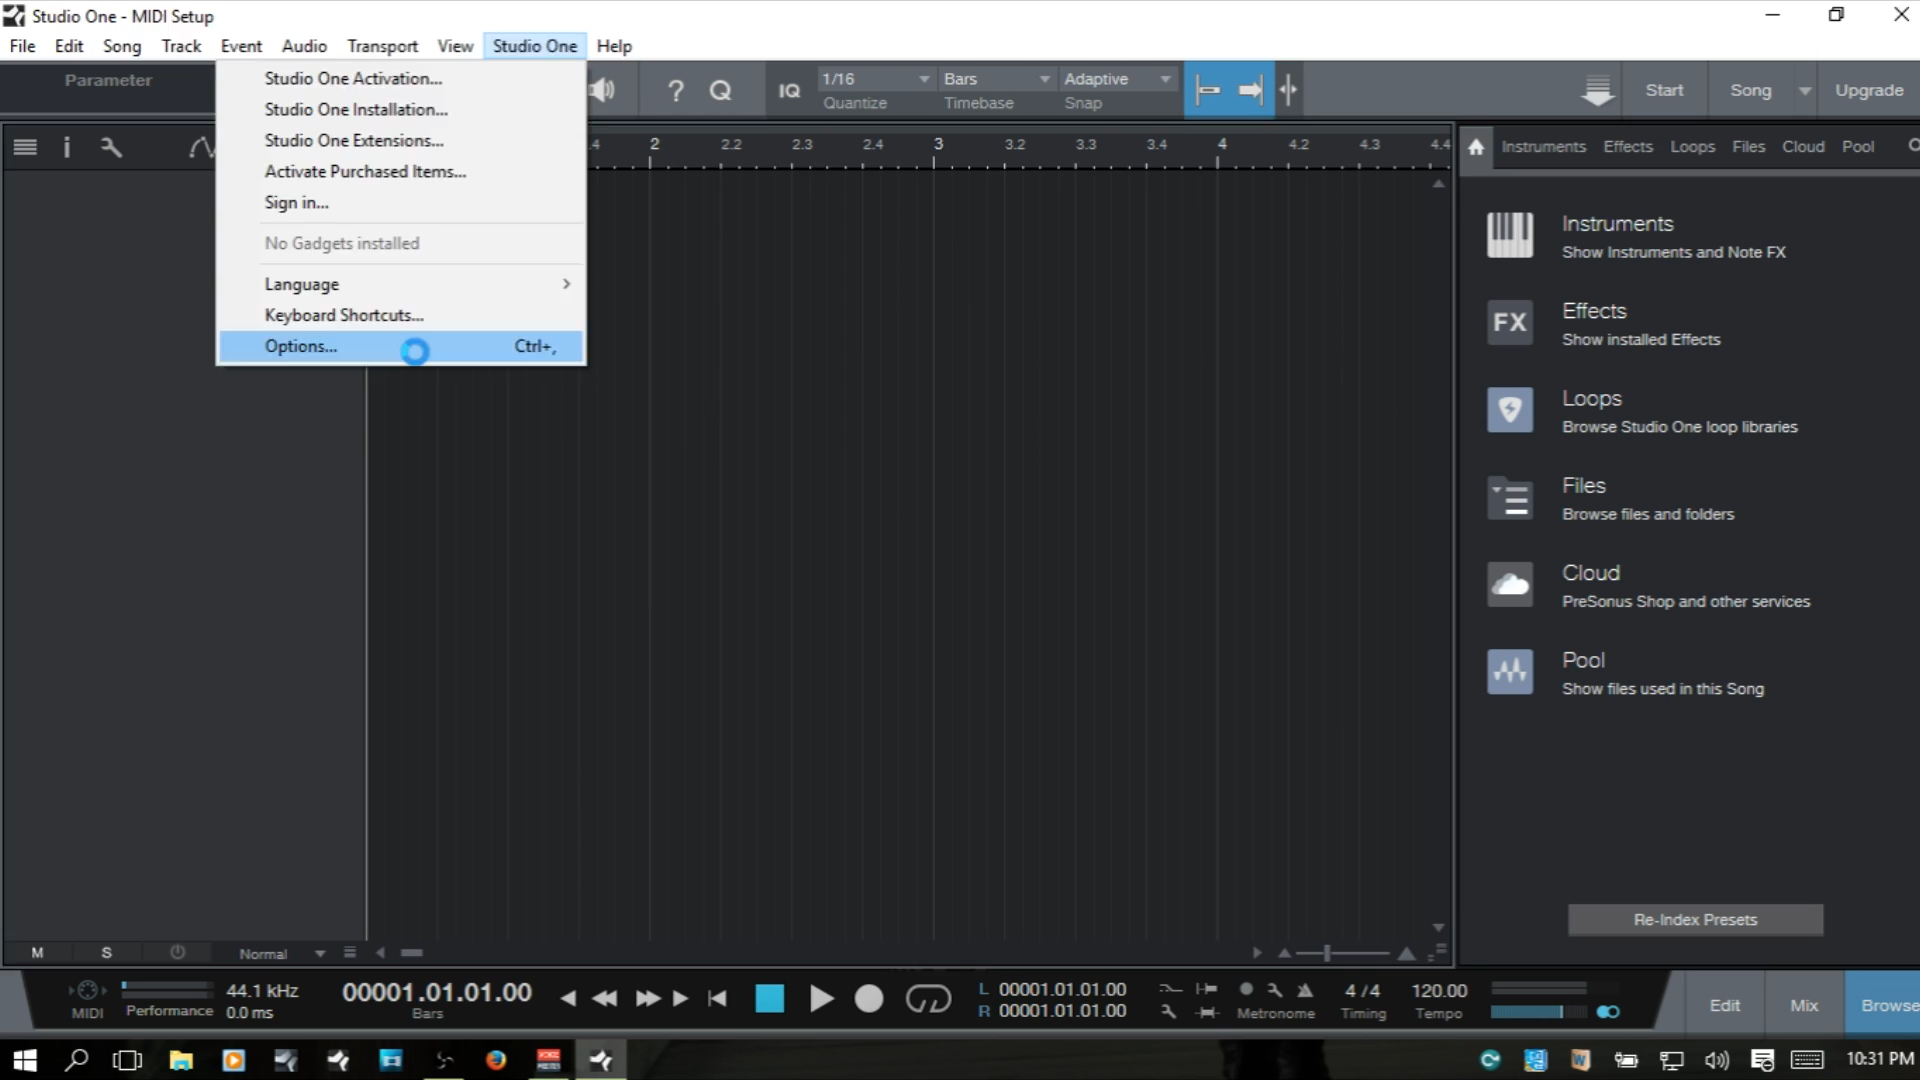 Studio One - MIDI Setup
File Edit Song Track Event Audio Transport View Studio One Help
Parameter
Studio One Activation...
Studio One Installation...
Studio One Extensions...
Activate Purchased Items...
Sign in...
No Gadgets installed
Language
Keyboard Shortcuts...
Options... Ctrl+,
? Q IQ
1/16 Bars Adaptive
Quantize Timebase Snap
Start Song Upgrade
i
.4 2 2.2 2.3 2.4 3 3.2 3.3 3.4 4 4.2 4.3 4.4
Instruments Effects Loops Files Cloud Pool
Instruments
Show Instruments and Note FX
FX
Effects
Show installed Effects
Loops
Browse Studio One loop libraries
Files
Browse files and folders
Cloud
PreSonus Shop and other services
Pool
Show files used in this Song
Re-Index Presets
M S Normal
MIDI
Performance
44.1 kHz
0.0 ms
00001.01.01.00
Bars
L 00001.01.01.00
R 00001.01.01.00
Metronome
4 / 4
Timing
120.00
Tempo
Edit Mix Browse
10:31 PM